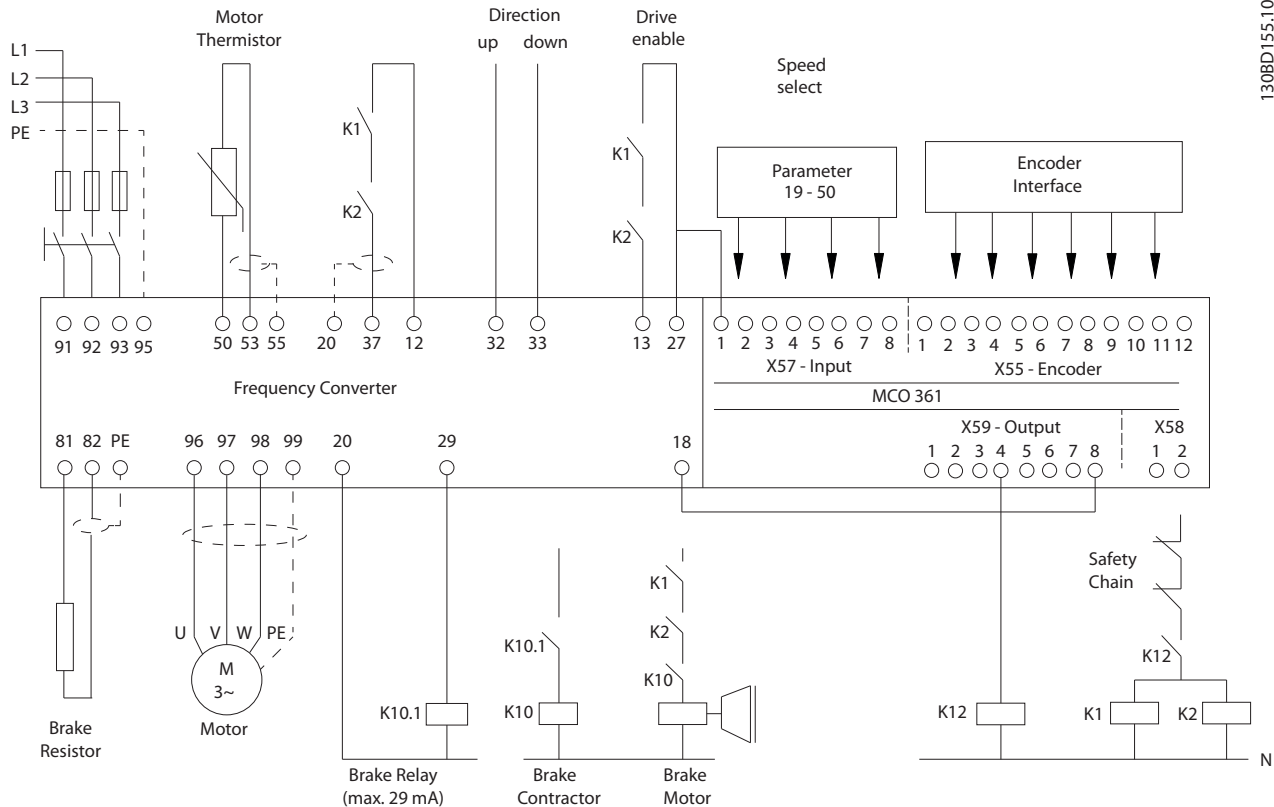 130BD155.10
Motor
Thermistor
Direction
up down
Drive
enable
Speed
select
L1
L2
L3
PE
K1
K2
K1
K2
Parameter
19 - 50
Encoder
Interface
91 92 93 95 50 53 55 20 37 12 32 33 13 27 1 2 3 4 5 6 7 8 1 2 3 4 5 6 7 8 9 10 11 12
X57 - Input X55 - Encoder
Frequency Converter
MCO 361
X59 - Output X58
81 82 PE 96 97 98 99 20 29 18 1 2 3 4 5 6 7 8 1 2
Safety
Chain
K1
U V W PE
K2
K10.1
K12
M
3~
K10
K10.1
K10
K12
K1
K2
Brake
Resistor
Motor
N
Brake Relay
(max. 29 mA)
Brake
Contractor
Brake
Motor